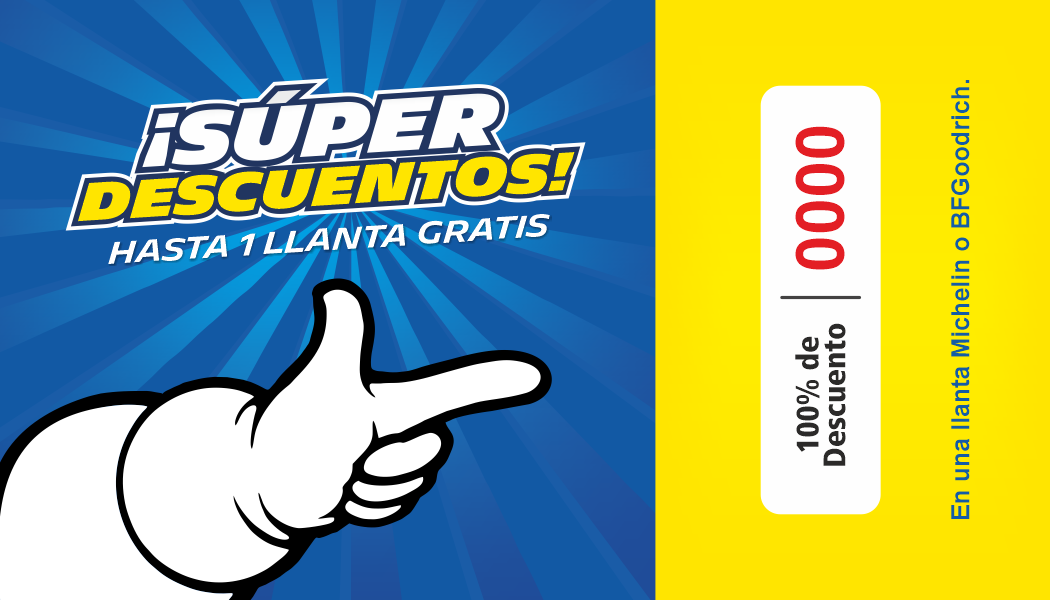 ¡SÚPER
DESCUENTOS!
HASTA 1 LLANTA GRATIS
100% de
Descuento
0000
En una llanta Michelin o BFGoodrich.